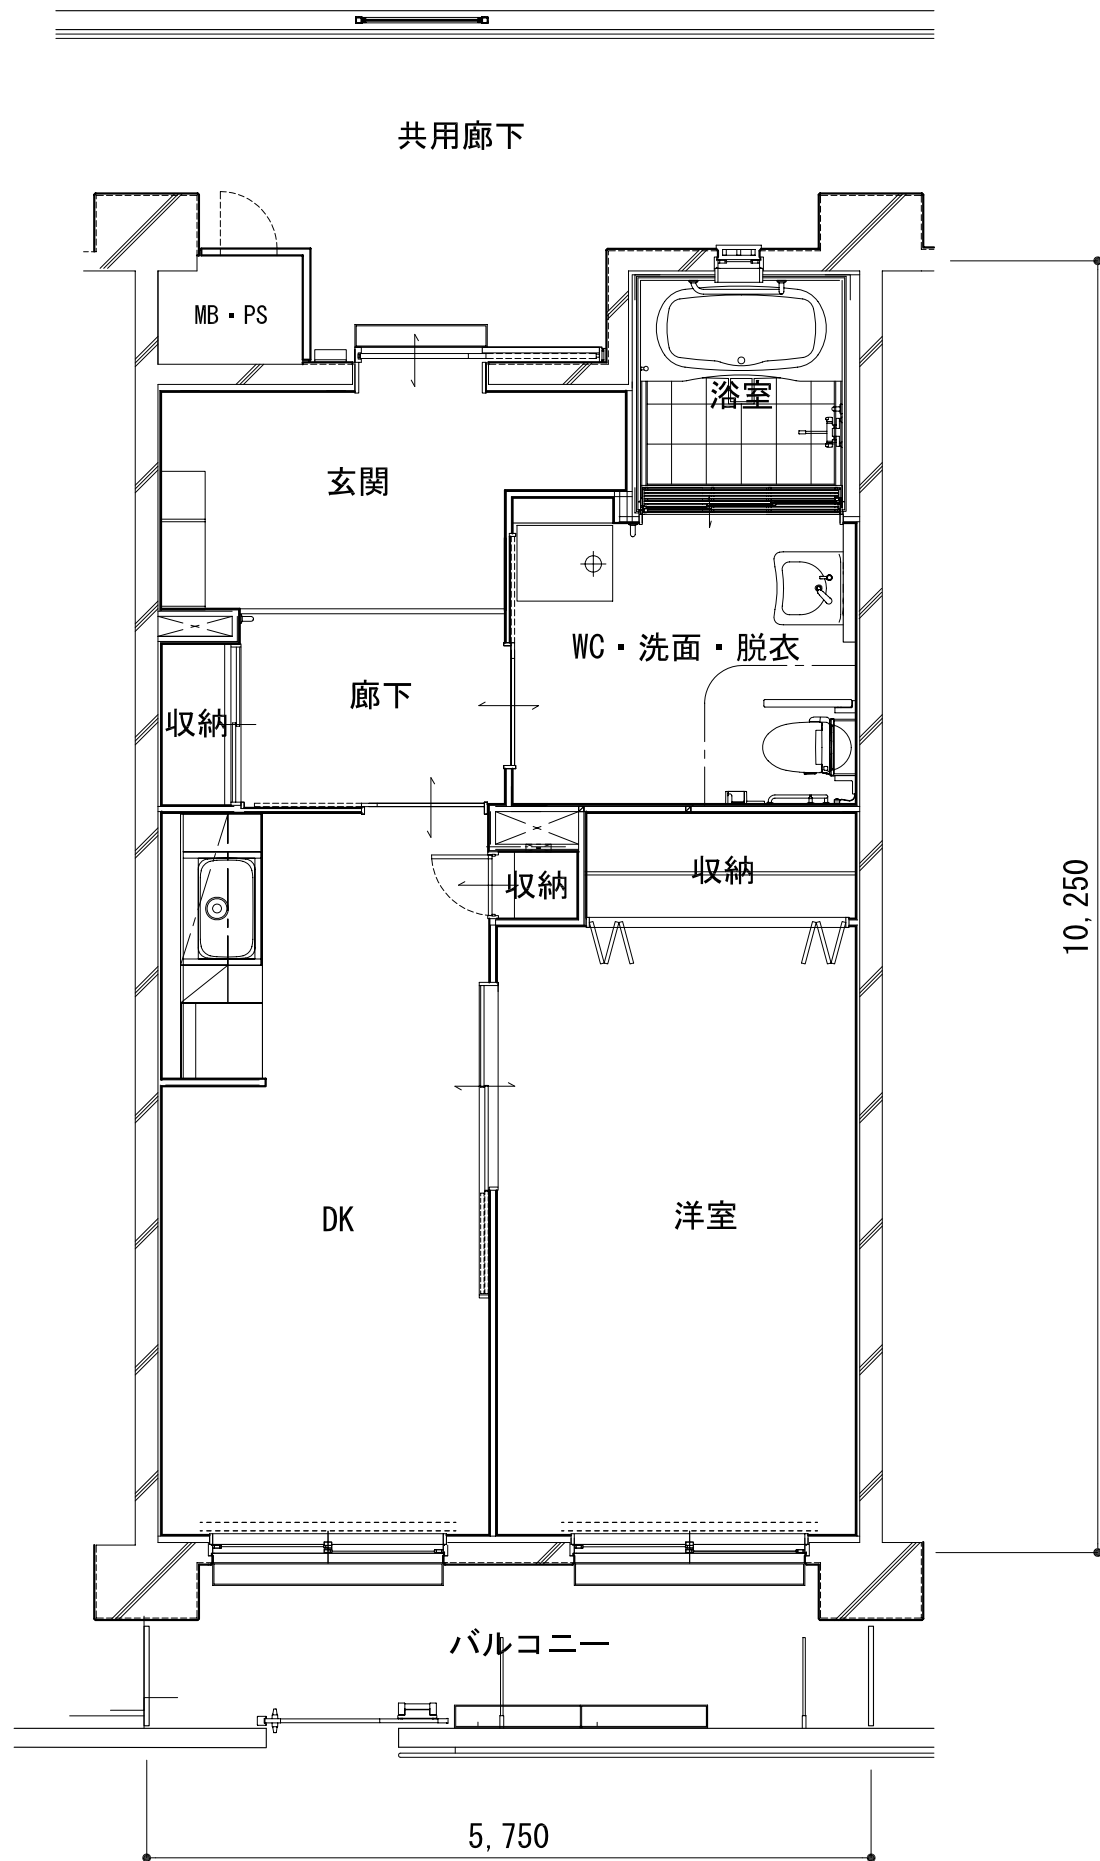 共用廊下
MB・PS
浴室
玄関
WC・洗面・脱衣
廊下
収納
収納
収納
10,250
DK
洋室
バルコニー
5,750